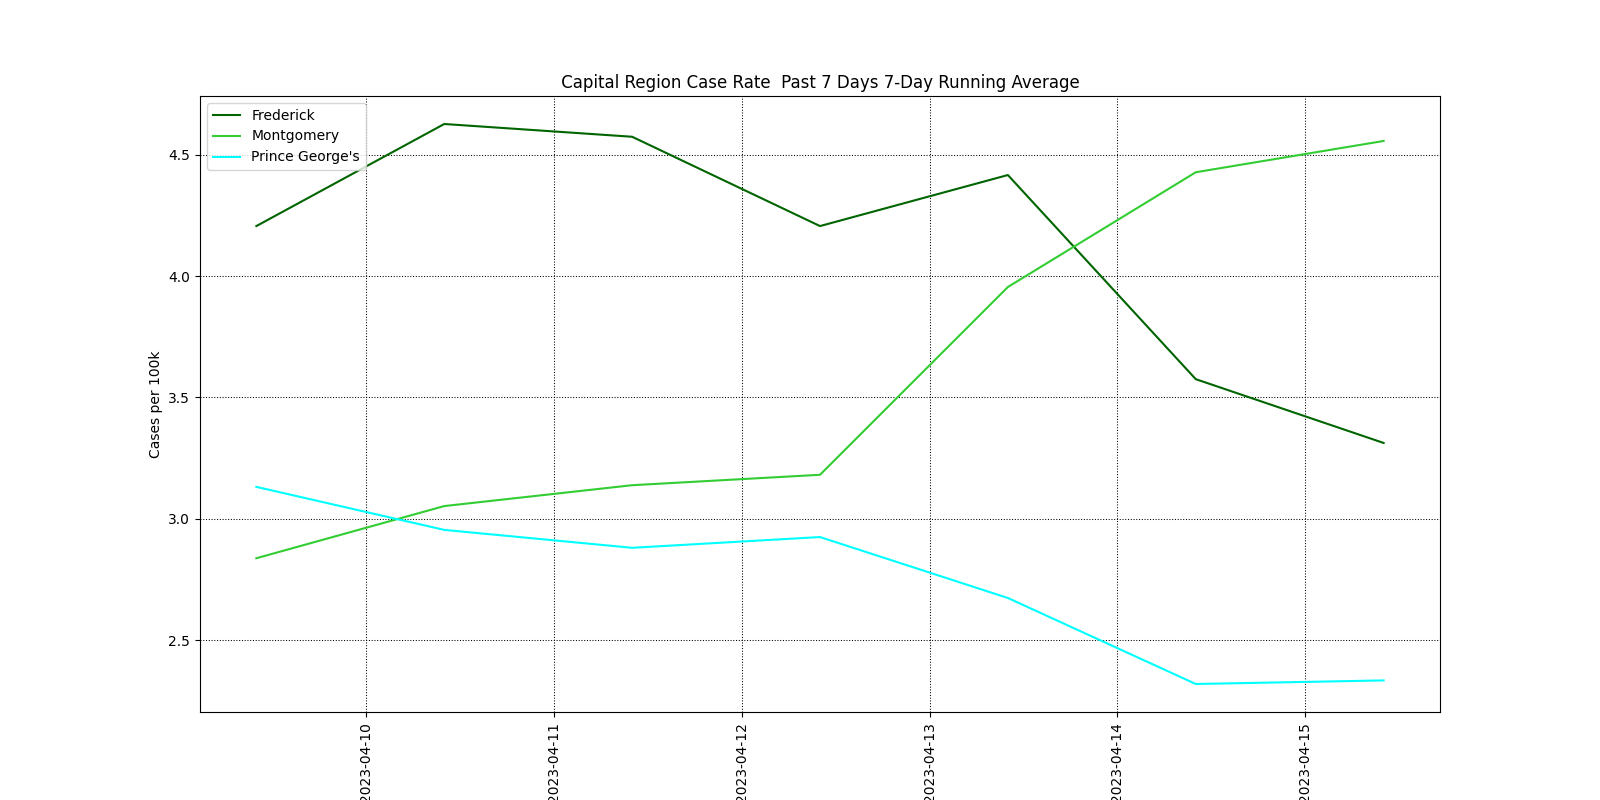 Capital Region Case Rate  Past 7 Days 7-Day Running Average
Frederick
Montgomery
Prince George's
Cases per 100k
4.5
4.0
3.5
3.0
2.5
2023-04-10
2023-04-11
2023-04-12
2023-04-13
2023-04-14
2023-04-15